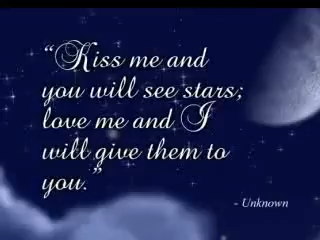 “Kiss me and
you will see stars;
love me and I
will give them to
you.”
- Unknown